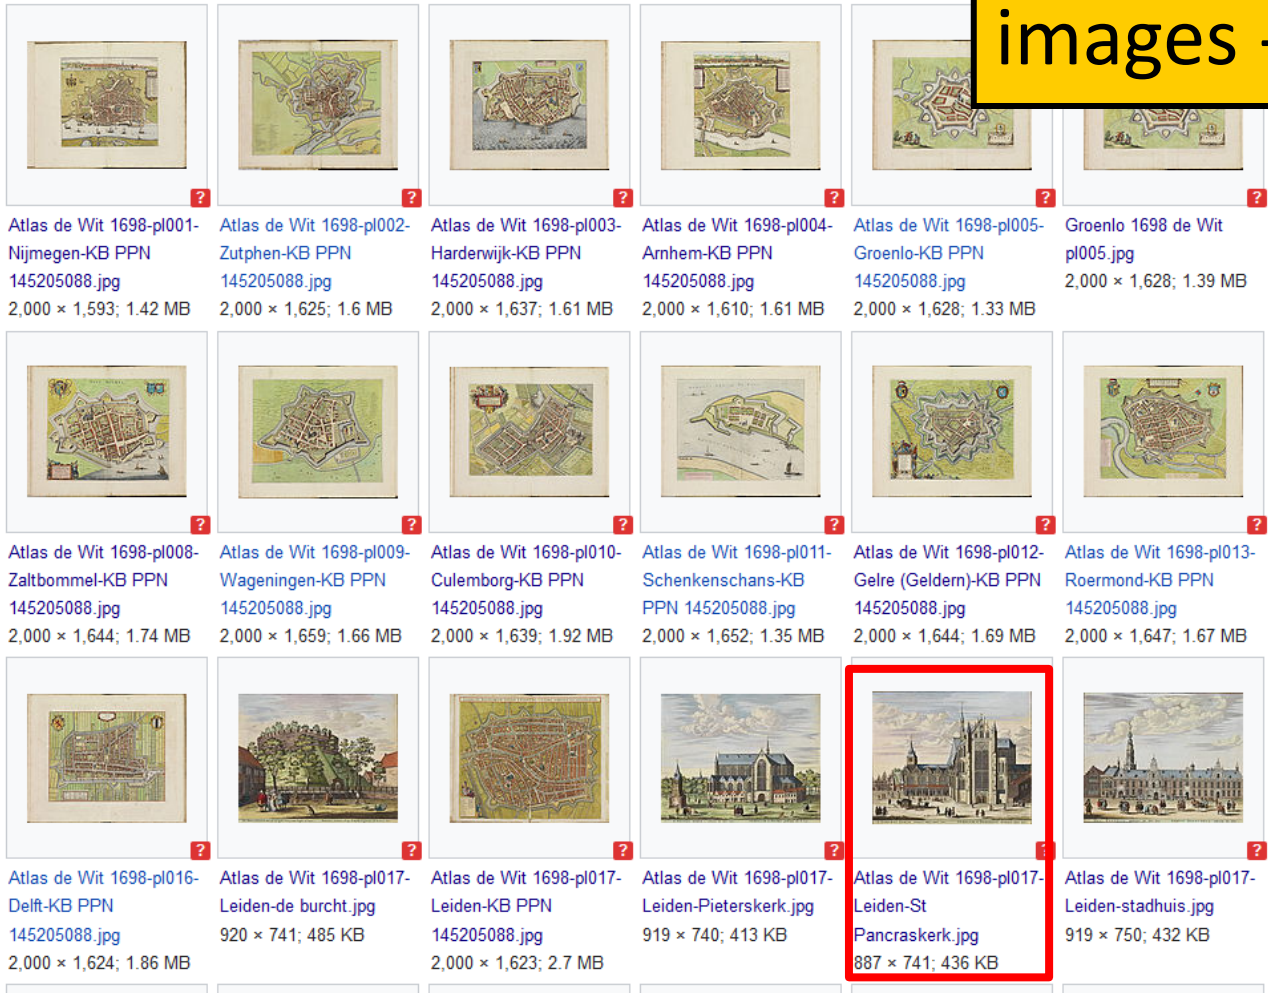 images -
?
?
?
?
?
?
Atlas de Wit 1698-pl001-
Nijmegen-KB PPN
145205088.jpg
2,000 × 1,593; 1.42 MB
Atlas de Wit 1698-pl002-
Zutphen-KB PPN
145205088.jpg
2,000 × 1,625; 1.6 MB
Atlas de Wit 1698-pl003-
Harderwijk-KB PPN
145205088.jpg
2,000 × 1,637; 1.61 MB
Atlas de Wit 1698-pl004-
Arnhem-KB PPN
145205088.jpg
2,000 × 1,610; 1.61 MB
Atlas de Wit 1698-pl005-
Groenlo-KB PPN
145205088.jpg
2,000 × 1,628; 1.33 MB
Groenlo 1698 de Wit
pl005.jpg
2,000 × 1,628; 1.39 MB
?
?
?
?
?
?
Atlas de Wit 1698-pl008-
Zaltbommel-KB PPN
145205088.jpg
2,000 × 1,644; 1.74 MB
Atlas de Wit 1698-pl009-
Wageningen-KB PPN
145205088.jpg
2,000 × 1,659; 1.66 MB
Atlas de Wit 1698-pl010-
Culemborg-KB PPN
145205088.jpg
2,000 × 1,639; 1.92 MB
Atlas de Wit 1698-pl011-
Schenkenschans-KB
PPN 145205088.jpg
2,000 × 1,652; 1.35 MB
Atlas de Wit 1698-pl012-
Gelre (Geldern)-KB PPN
145205088.jpg
2,000 × 1,644; 1.69 MB
Atlas de Wit 1698-pl013-
Roermond-KB PPN
145205088.jpg
2,000 × 1,647; 1.67 MB
?
?
?
?
?
?
Atlas de Wit 1698-pl016-
Delft-KB PPN
145205088.jpg
2,000 × 1,624; 1.86 MB
Atlas de Wit 1698-pl017-
Leiden-de burcht.jpg
920 × 741; 485 KB
Atlas de Wit 1698-pl017-
Leiden-KB PPN
145205088.jpg
2,000 × 1,623; 2.7 MB
Atlas de Wit 1698-pl017-
Leiden-Pieterskerk.jpg
919 × 740; 413 KB
Atlas de Wit 1698-pl017-
Leiden-St
Pancraskerk.jpg
887 × 741; 436 KB
Atlas de Wit 1698-pl017-
Leiden-stadhuis.jpg
919 × 750; 432 KB